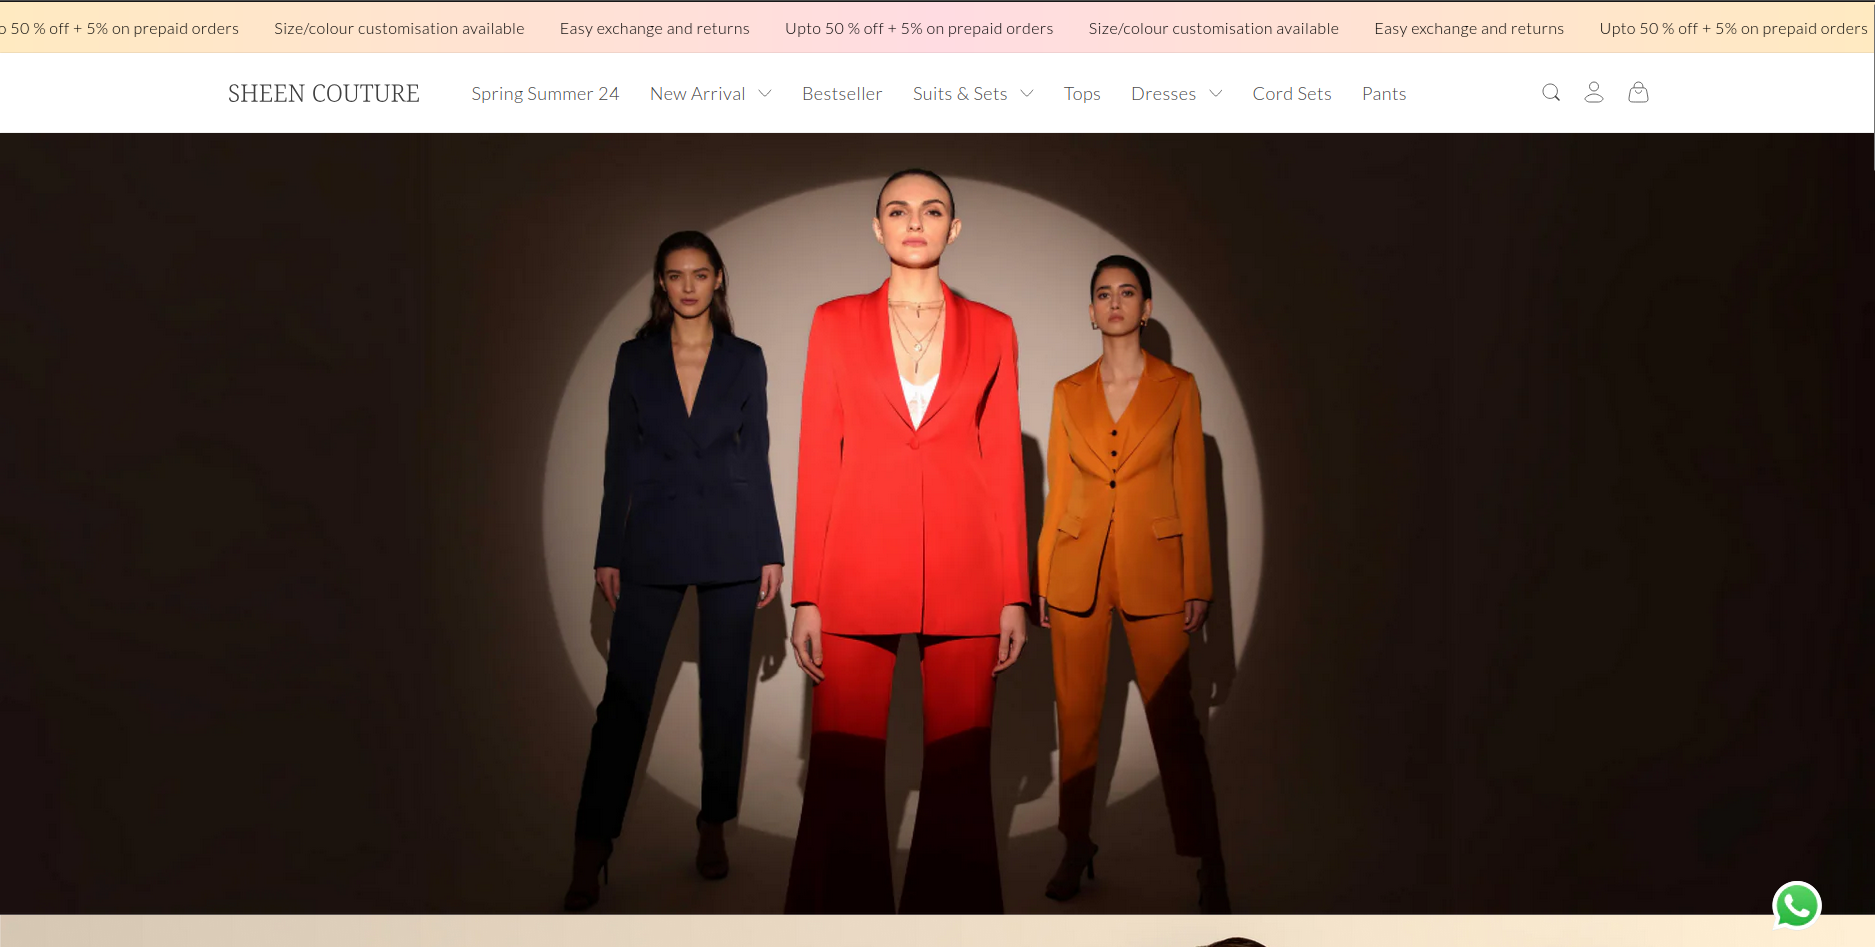 o 50 % off + 5% on prepaid orders Size/colour customisation available Easy exchange and returns Upto 50 % off + 5% on prepaid orders Size/colour customisation available Easy exchange and returns Upto 50 % off + 5% on prepaid orders
SHEEN COUTURE Spring Summer 24 New Arrival Bestseller Suits & Sets Tops Dresses Cord Sets Pants